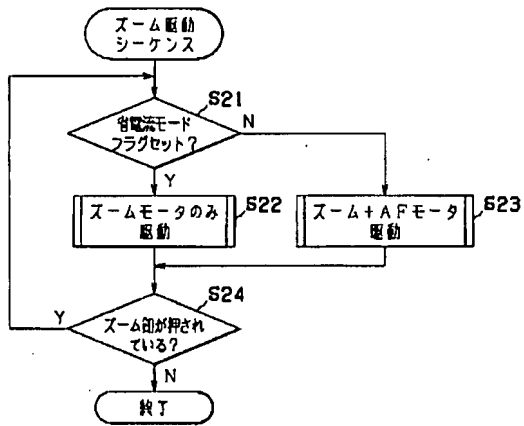 ズーム駆動
シーケンス
S21
省電流モード
フラグセット？
N
Y
ズームモータのみ
駆動
S22
ズーム＋AFモータ
駆動
S23
S24
ズーム釦が押され
ている？
Y
N
終了